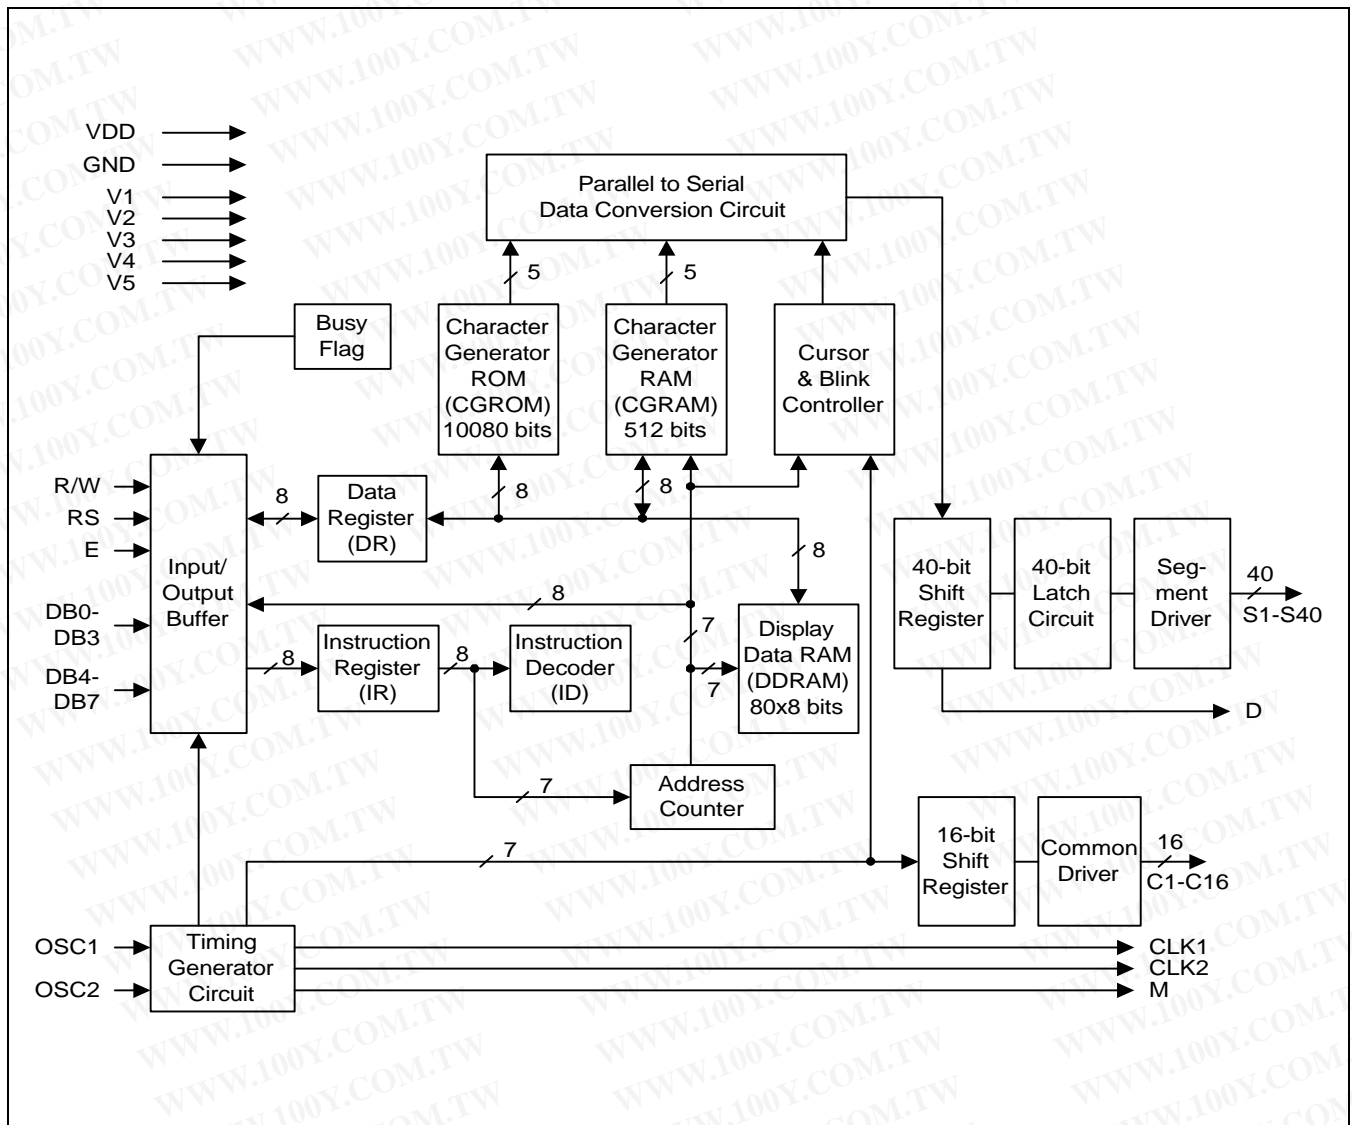 VDD
GND
V1
V2
V3
V4
V5
Parallel to Serial
Data Conversion Circuit
5
5
Busy
Flag
Character
Generator
ROM
(CGROM)
10080 bits
Character
Generator
RAM
(CGRAM)
512 bits
Cursor
& Blink
Controller
R/W
RS
E
DB0-
DB3
DB4-
DB7
Input/
Output
Buffer
8
Data
Register
(DR)
8
8
8
8
7
7
8
Instruction
Register
(IR)
8
Instruction
Decoder
(ID)
Display
Data RAM
(DDRAM)
80x8 bits
40-bit
Shift
Register
40-bit
Latch
Circuit
Seg-
ment
Driver
40
S1-S40
D
7
Address
Counter
7
16-bit
Shift
Register
Common
Driver
16
C1-C16
OSC1
OSC2
Timing
Generator
Circuit
CLK1
CLK2
M
WWW.100Y.COM.TW